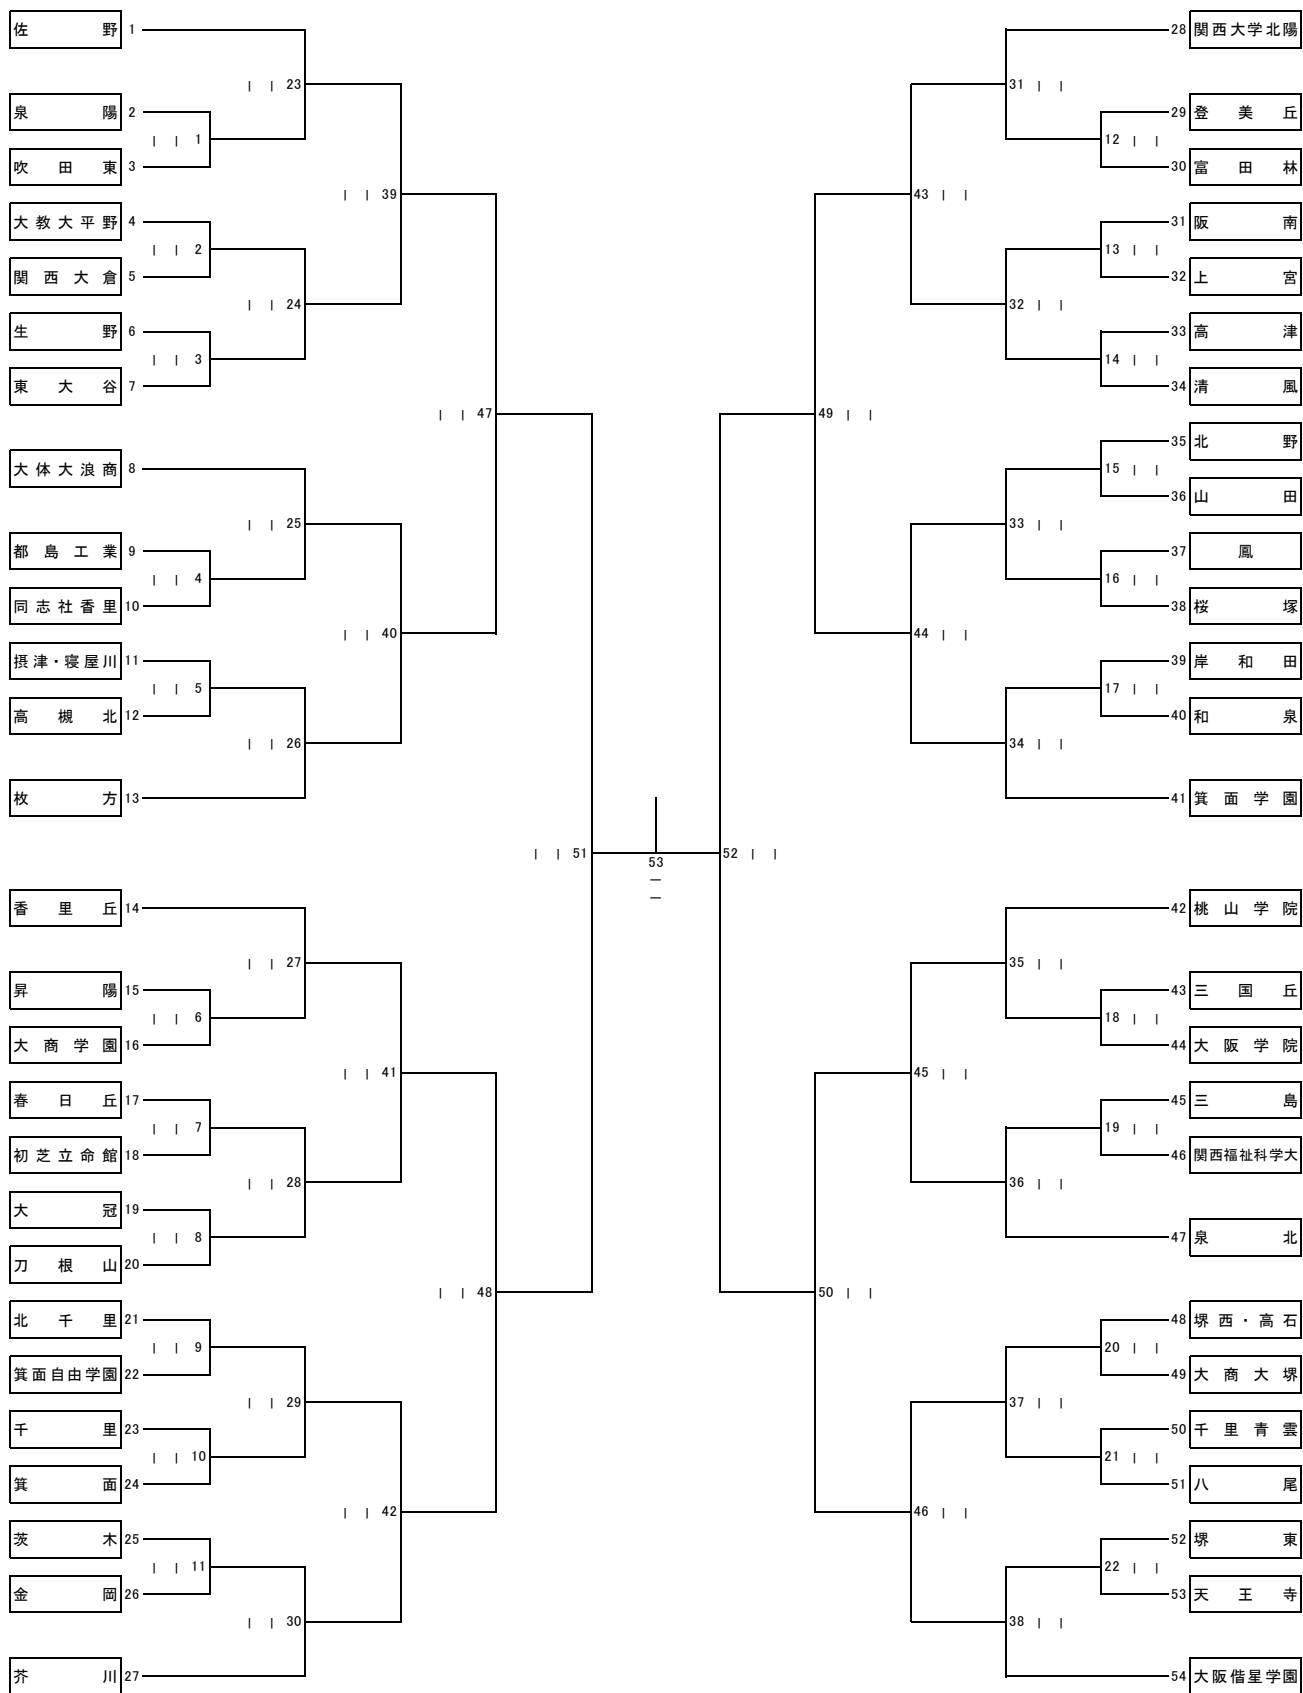 佐野 1
23
泉陽 2
1
吹田東 3
39
大教大平野 4
2
関西大倉 5
24
生野 6
3
東大谷 7
47
大体大浪商 8
25
都島工業 9
4
同志社香里 10
40
摂津・寝屋川 11
5
高槻北 12
26
枚方 13
51
香里丘 14
27
昇陽 15
6
大商学園 16
41
春日丘 17
7
初芝立命館 18
28
大冠 19
8
刀根山 20
48
北千里 21
9
箕面自由学園 22
29
千里 23
10
箕面 24
42
茨木 25
11
金岡 26
30
芥川 27
53
28 関西大学北陽
31
29 登美丘
12
30 富田林
43
31 阪南
13
32 上宮
32
33 高津
14
34 清風
49
35 北野
15
36 山田
33
37 鳳
16
38 桜塚
44
39 岸和田
17
40 和泉
34
41 箕面学園
52
42 桃山学院
35
43 三国丘
18
44 大阪学院
45
45 三島
19
46 関西福祉科学大
36
47 泉北
50
48 堺西・高石
20
49 大商大堺
37
50 千里青雲
21
51 八尾
46
52 堺東
22
53 天王寺
38
54 大阪偕星学園